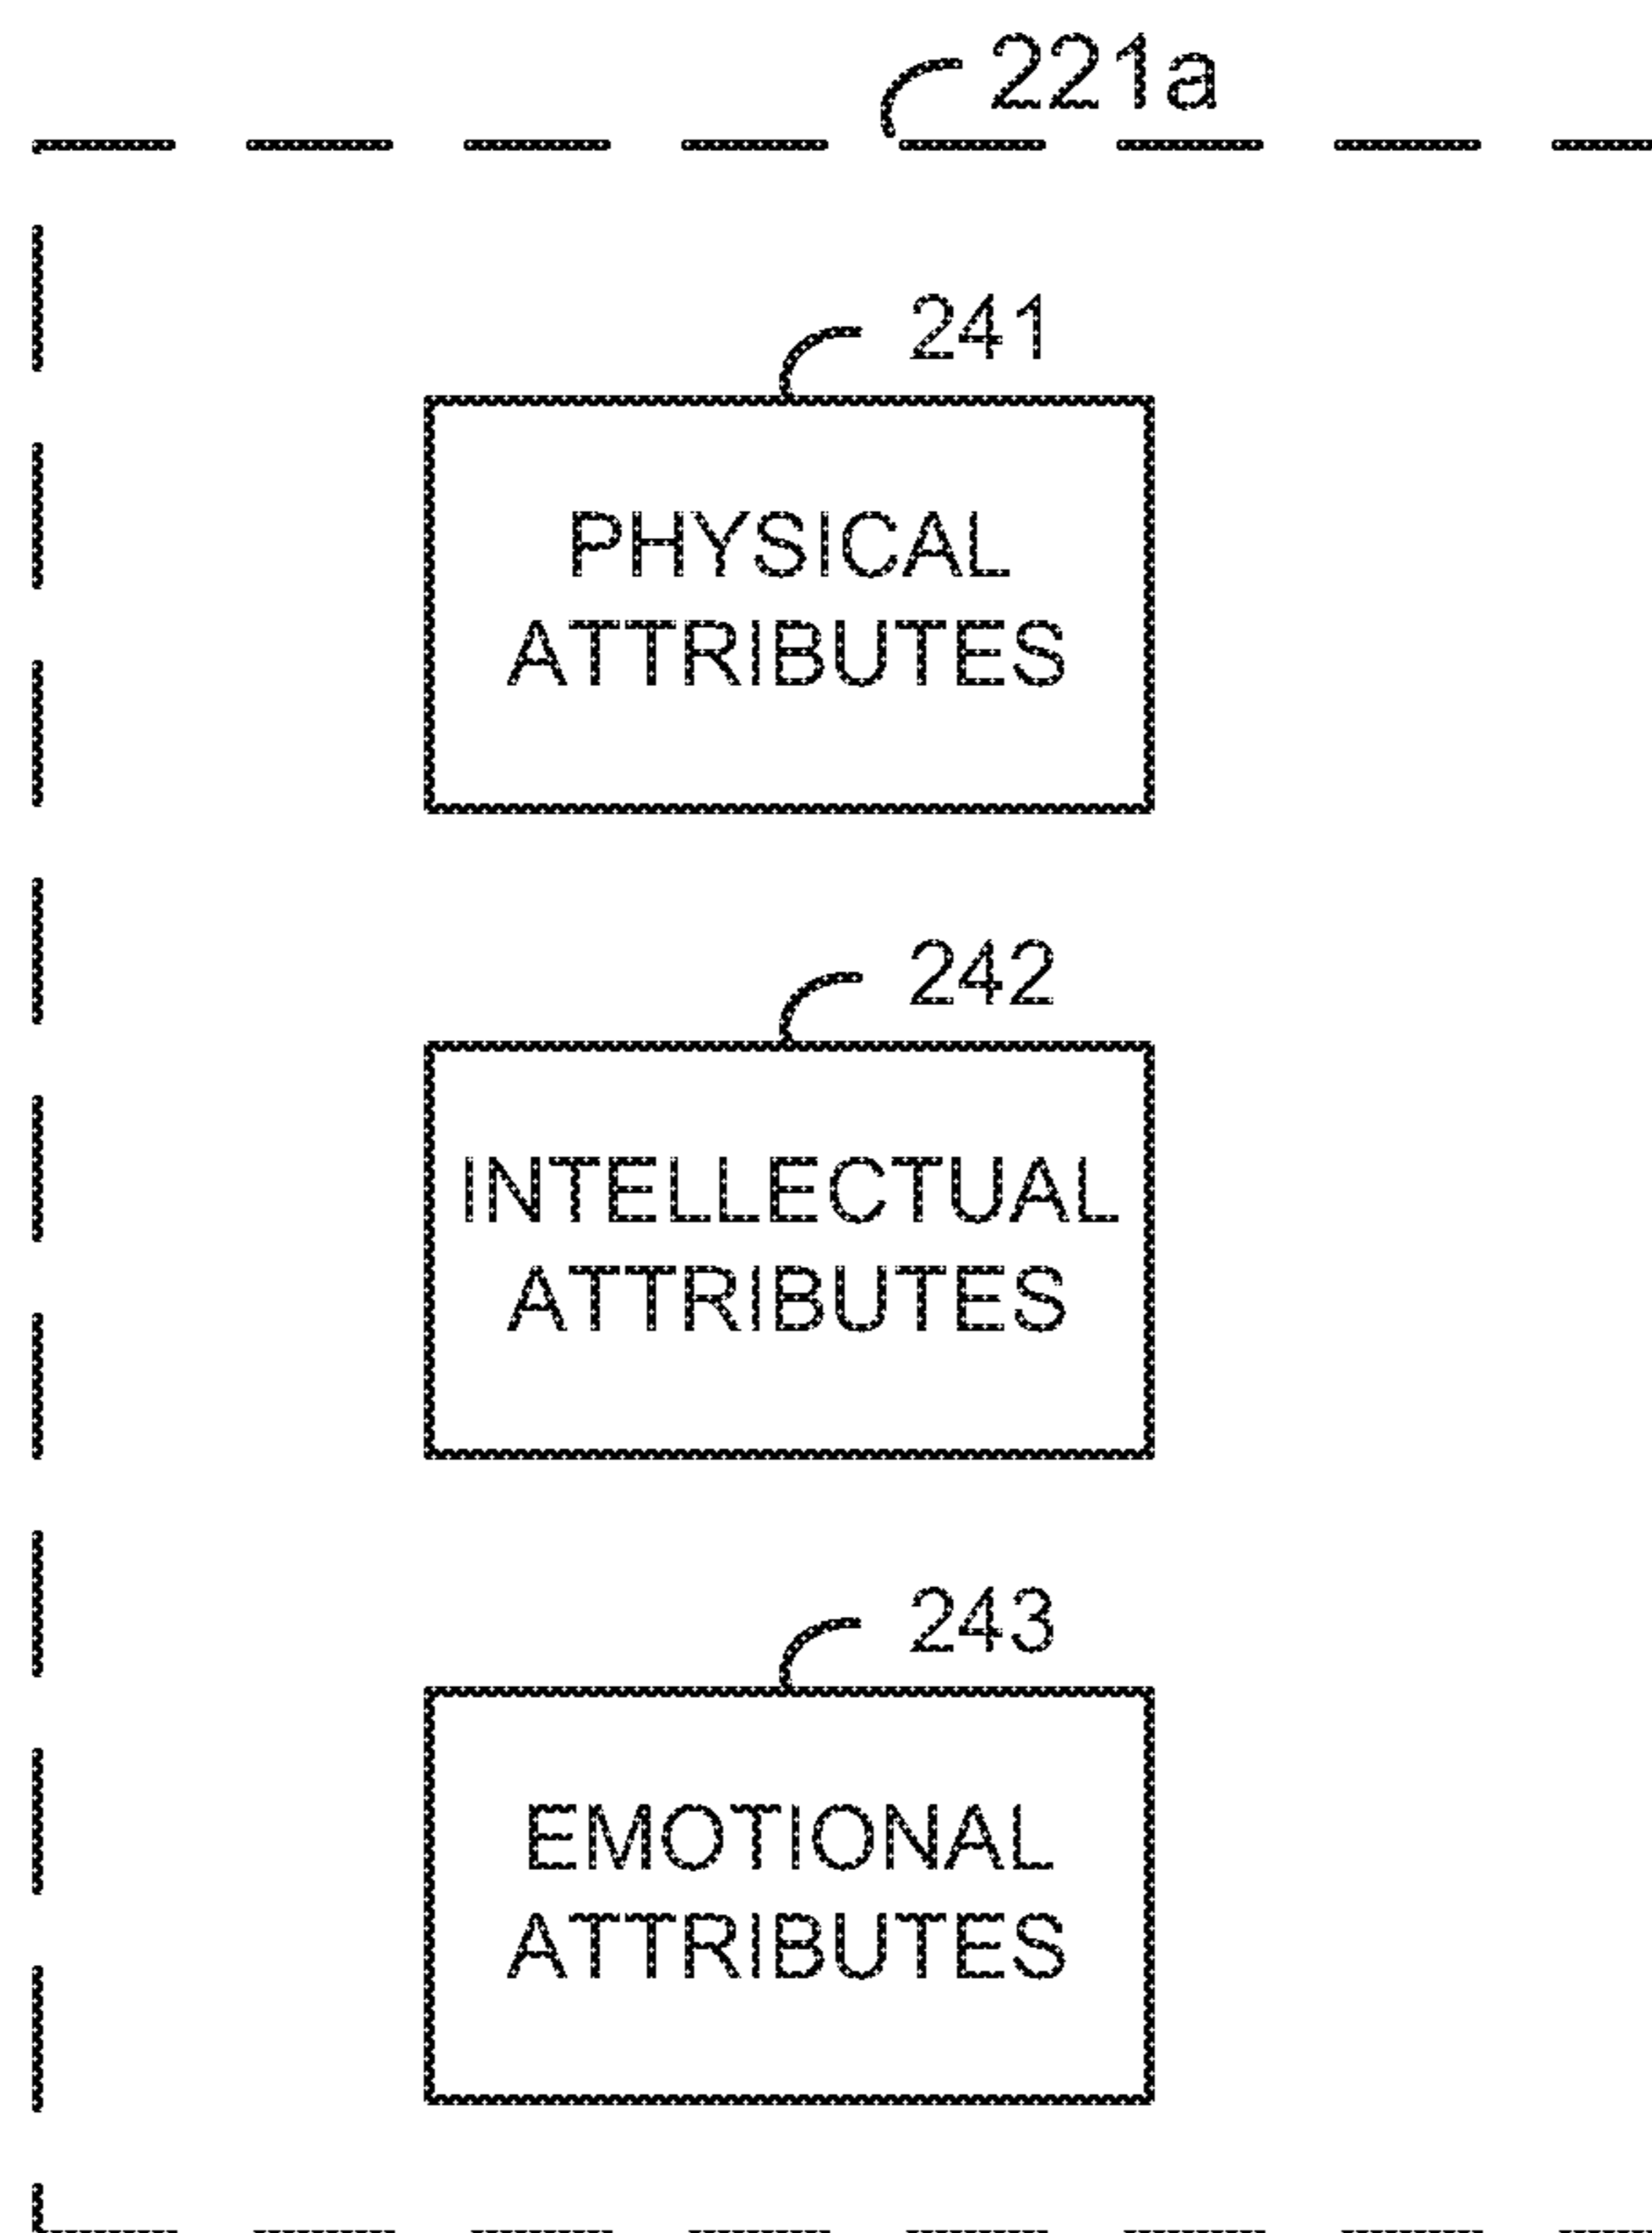 221a
241
PHYSICAL
ATTRIBUTES
242
INTELLECTUAL
ATTRIBUTES
243
EMOTIONAL
ATTRIBUTES